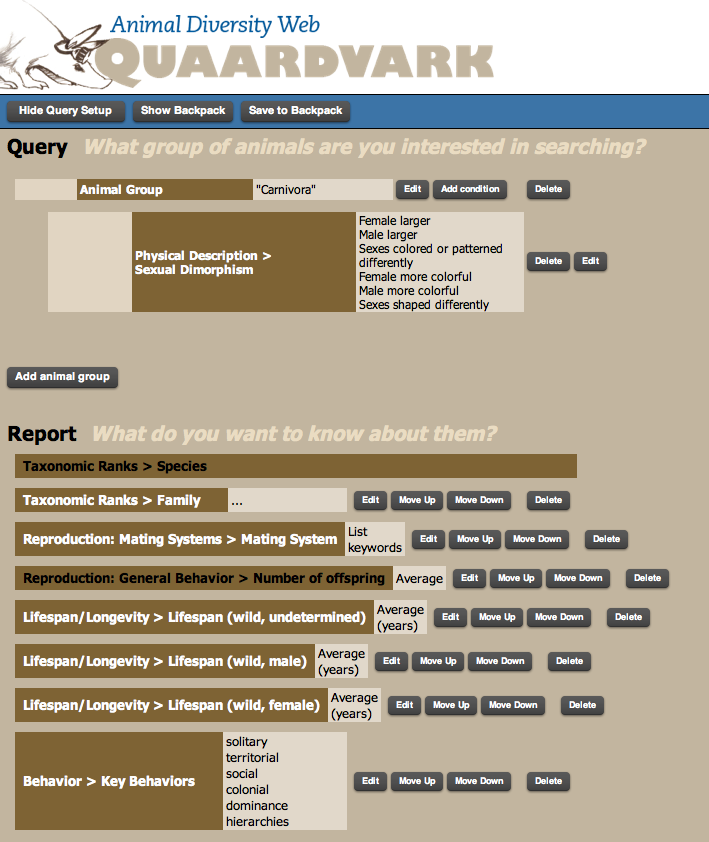 Animal Diversity Web
QUAARDVARK
Hide Query Setup Show Backpack Save to Backpack
Query What group of animals are you interested in searching?
Animal Group "Carnivora" Edit Add condition Delete
Physical Description >
Sexual Dimorphism
Female larger
Male larger
Sexes colored or patterned
differently
Female more colorful
Male more colorful
Sexes shaped differently
Delete Edit
Add animal group
Report What do you want to know about them?
Taxonomic Ranks > Species
Taxonomic Ranks > Family ... Edit Move Up Move Down Delete
Reproduction: Mating Systems > Mating System List
keywords Edit Move Up Move Down Delete
Reproduction: General Behavior > Number of offspring Average Edit Move Up Move Down Delete
Lifespan/Longevity > Lifespan (wild, undetermined) Average
(years) Edit Move Up Move Down Delete
Lifespan/Longevity > Lifespan (wild, male) Average
(years) Edit Move Up Move Down Delete
Lifespan/Longevity > Lifespan (wild, female) Average
(years) Edit Move Up Move Down Delete
Behavior > Key Behaviors
solitary
territorial
social
colonial
dominance
hierarchies
Edit Move Up Move Down Delete